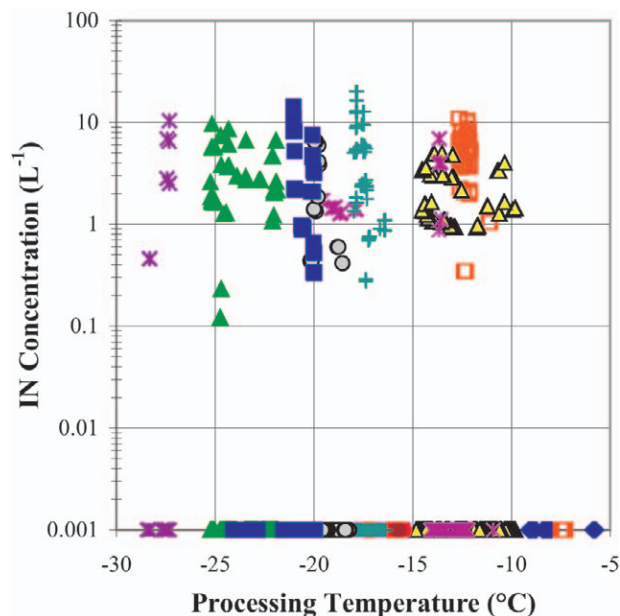 100
10
1
0.1
0.01
0.001
IN Concentration (L-1)
-30 -25 -20 -15 -10 -5
Processing Temperature (°C)